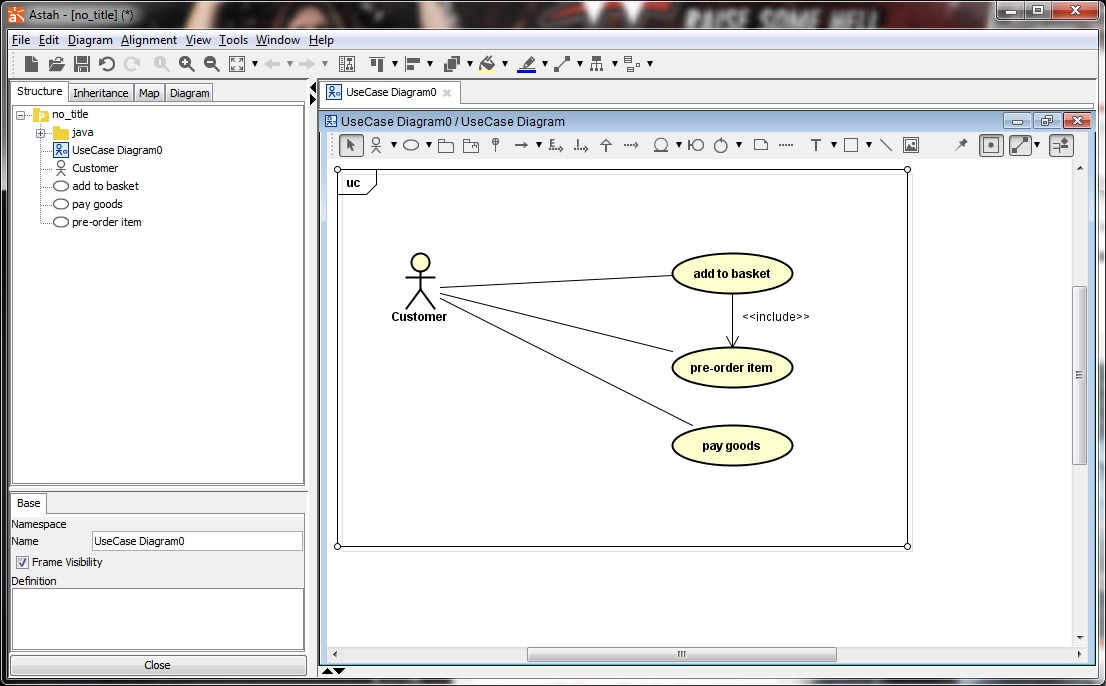 Astah - [no_title] (*)
RAISE SOME HELL
File Edit Diagram Alignment View Tools Window Help
Structure Inheritance Map Diagram
UseCase Diagram0
no_title
java
UseCase Diagram0
Customer
add to basket
pay goods
pre-order item
UseCase Diagram0 / UseCase Diagram
uc
add to basket
Customer
<<include>>
pre-order item
pay goods
Base
Namespace
Name UseCase Diagram0
Frame Visibility
Definition
Close